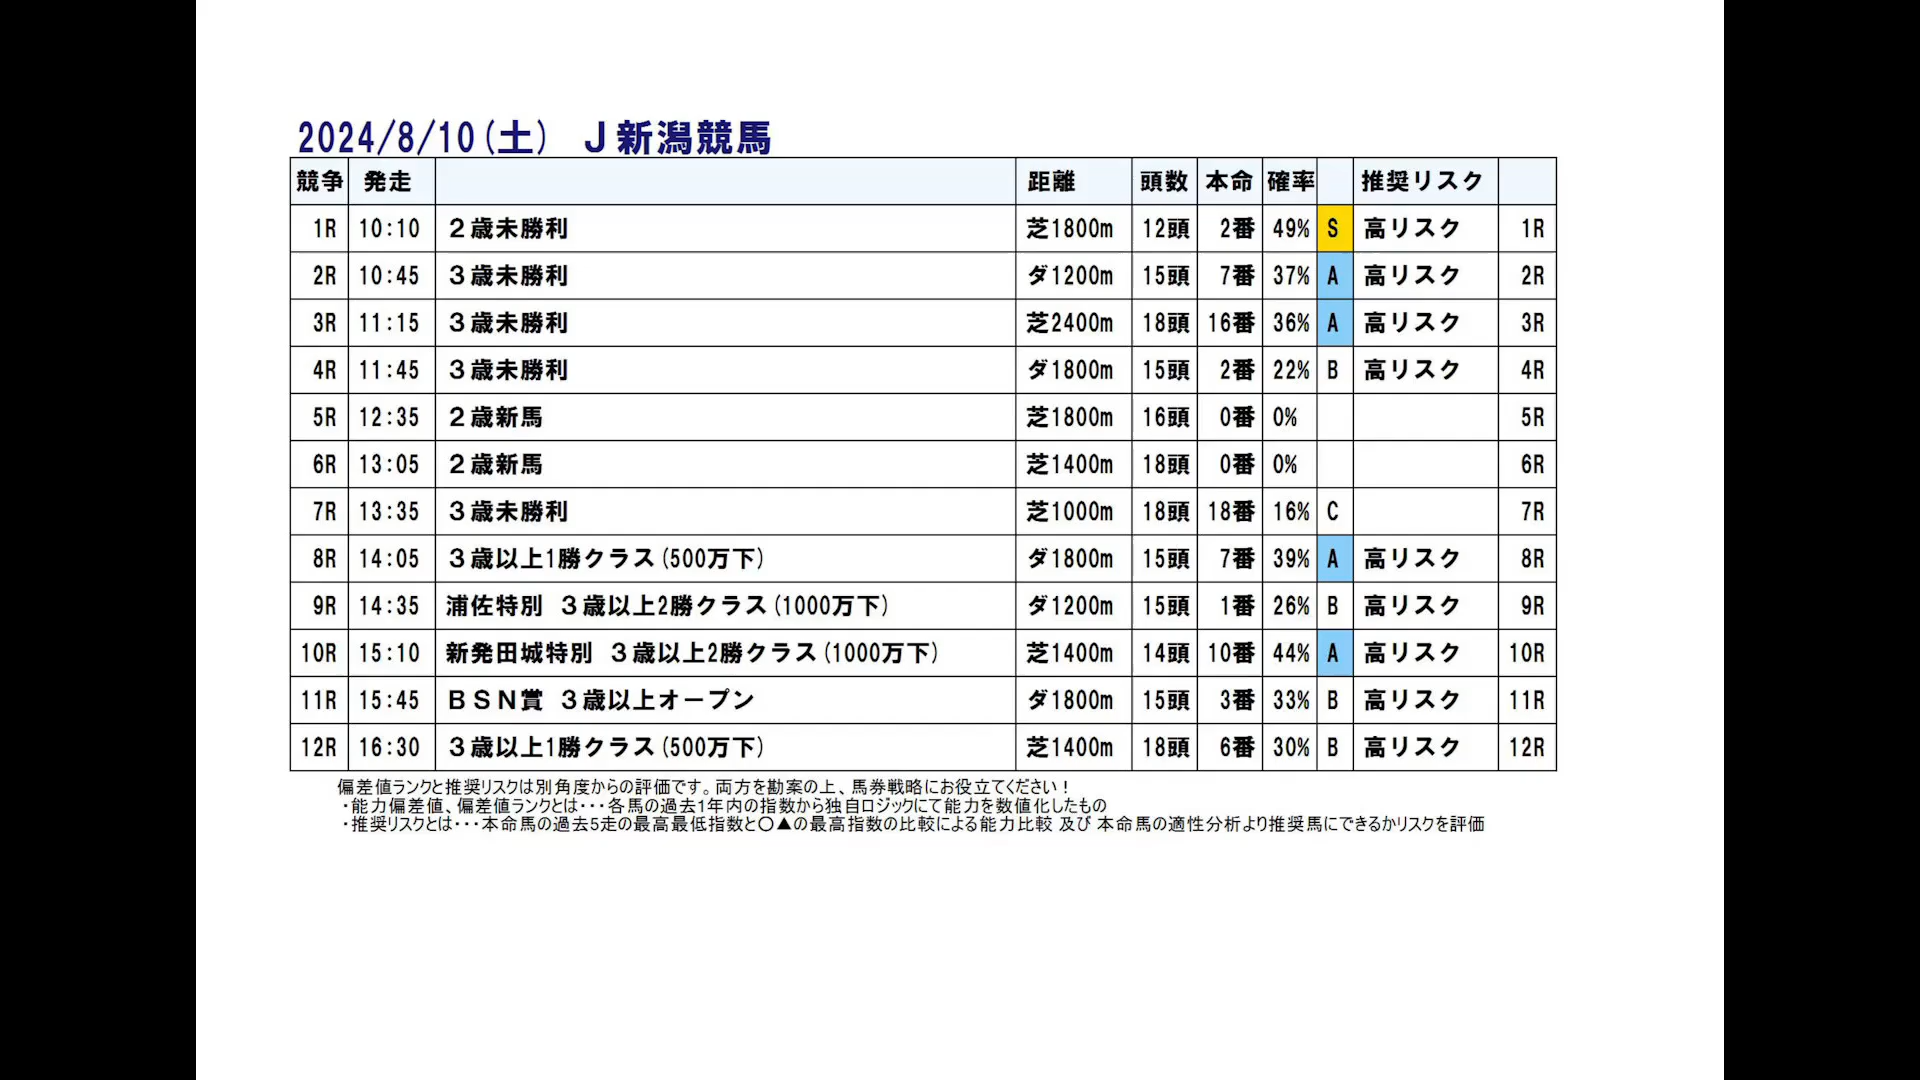 2024/8/10(土) Ｊ新潟競馬
競争 発走 距離 頭数 本命 確率 推奨リスク
1R 10:10 ２歳未勝利 芝1800m 12頭 2番 49% S 高リスク 1R
2R 10:45 ３歳未勝利 ダ1200m 15頭 7番 37% A 高リスク 2R
3R 11:15 ３歳未勝利 芝2400m 18頭 16番 36% A 高リスク 3R
4R 11:45 ３歳未勝利 ダ1800m 15頭 2番 22% B 高リスク 4R
5R 12:35 ２歳新馬 芝1800m 16頭 0番 0% 5R
6R 13:05 ２歳新馬 芝1400m 18頭 0番 0% 6R
7R 13:35 ３歳未勝利 芝1000m 18頭 18番 16% C 7R
8R 14:05 ３歳以上1勝クラス(500万下) ダ1800m 15頭 7番 39% A 高リスク 8R
9R 14:35 浦佐特別 ３歳以上2勝クラス(1000万下) ダ1200m 15頭 1番 26% B 高リスク 9R
10R 15:10 新発田城特別 ３歳以上2勝クラス(1000万下) 芝1400m 14頭 10番 44% A 高リスク 10R
11R 15:45 ＢＳＮ賞 ３歳以上オープン ダ1800m 15頭 3番 33% B 高リスク 11R
12R 16:30 ３歳以上1勝クラス(500万下) 芝1400m 18頭 6番 30% B 高リスク 12R
偏差値ランクと推奨リスクは別角度からの評価です。両方を勘案の上、馬券戦略にお役立てください！
・能力偏差値、偏差値ランクとは・・・各馬の過去1年内の指数から独自ロジックにて能力を数値化したもの
・推奨リスクとは・・・本命馬の過去5走の最高最低指数と〇▲の最高指数の比較による能力比較 及び 本命馬の適性分析より推奨馬にできるかリスクを評価